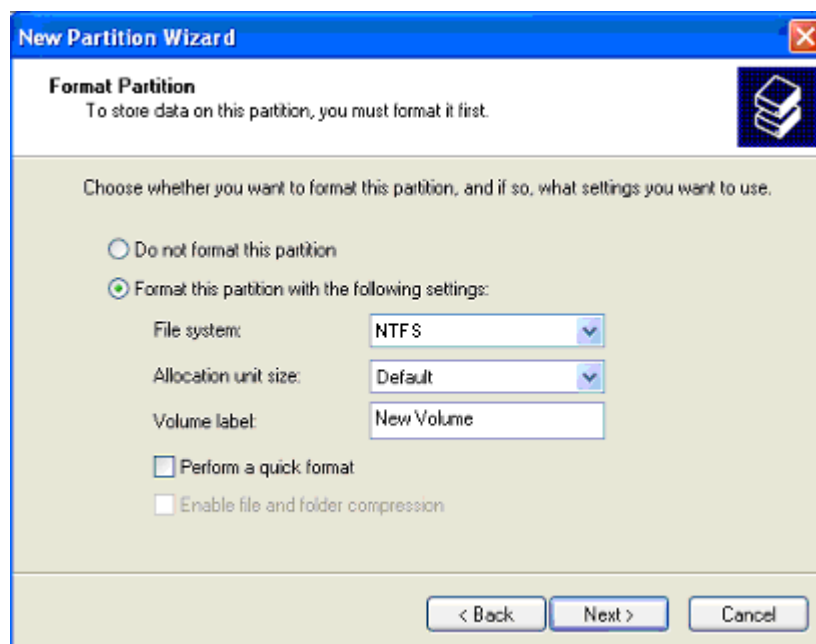 New Partition Wizard
Format Partition
To store data on this partition, you must format it first.
Choose whether you want to format this partition, and if so, what settings you want to use.
Do not format this partition
Format this partition with the following settings:
File system: NTFS
Allocation unit size: Default
Volume label: New Volume
Perform a quick format
Enable file and folder compression
< Back Next > Cancel